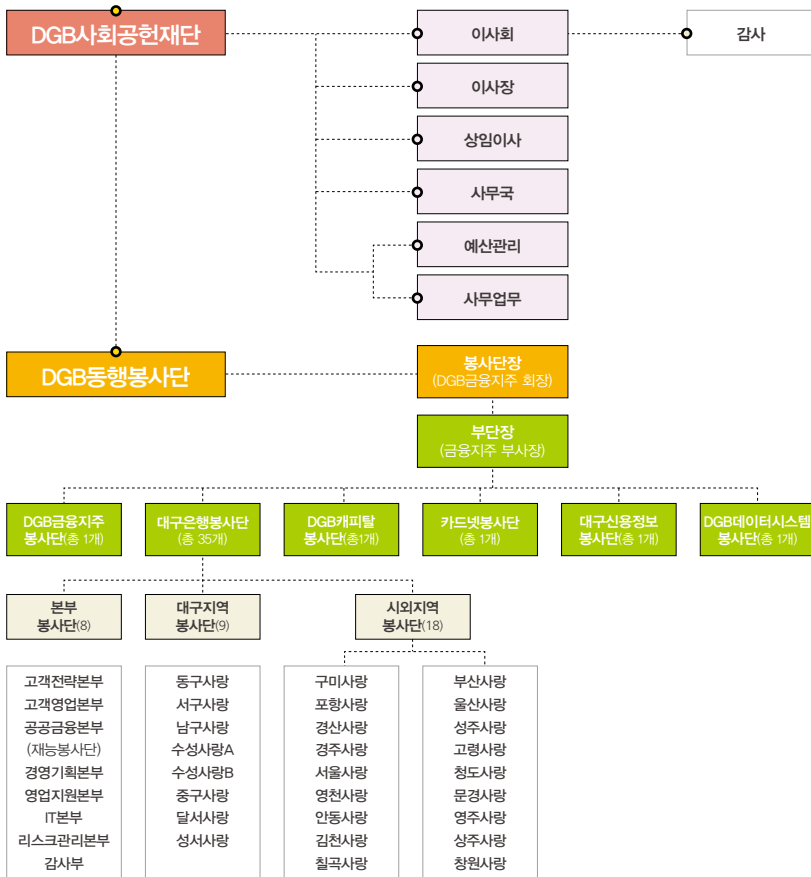 DGB사회공헌재단
이사회
감사
이사장
상임이사
사무국
예산관리
사무업무
DGB동행봉사단
봉사단장
(DGB금융지주 회장)
부단장
(금융지주 부사장)
DGB금융지주
봉사단(총 1개)
대구은행봉사단
(총 35개)
DGB캐피탈
봉사단(총1개)
카드넷봉사단
(총 1개)
대구신용정보
봉사단(총 1개)
DGB데이터시스템
봉사단(총 1개)
본부
봉사단(8)
대구지역
봉사단(9)
시외지역
봉사단(18)
고객전략본부
고객영업본부
공공금융본부
(재능봉사단)
경영기획본부
영업지원본부
IT본부
리스크관리본부
감사부
동구사랑
서구사랑
남구사랑
수성사랑A
수성사랑B
중구사랑
달서사랑
성서사랑
구미사랑
포항사랑
경산사랑
경주사랑
서울사랑
영천사랑
안동사랑
김천사랑
칠곡사랑
부산사랑
울산사랑
성주사랑
고령사랑
청도사랑
문경사랑
영주사랑
상주사랑
창원사랑